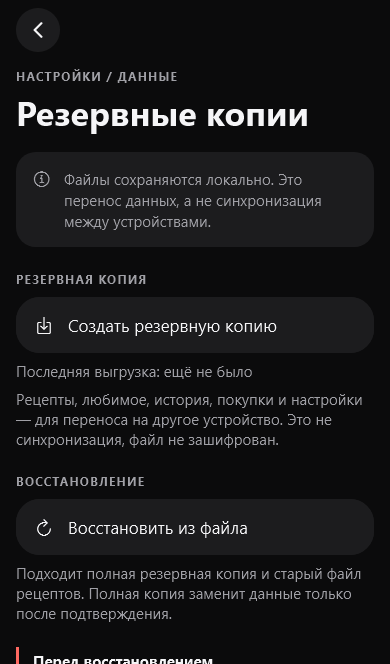 НАСТРОЙКИ / ДАННЫЕ
Резервные копии
Файлы сохраняются локально. Это
перенос данных, а не синхронизация
между устройствами.
РЕЗЕРВНАЯ КОПИЯ
Создать резервную копию
Последняя выгрузка: ещё не было
Рецепты, любимое, история, покупки и настройки
— для переноса на другое устройство. Это не
синхронизация, файл не зашифрован.
ВОССТАНОВЛЕНИЕ
Восстановить из файла
Подходит полная резервная копия и старый файл
рецептов. Полная копия заменит данные только
после подтверждения.
Перед восстановлением